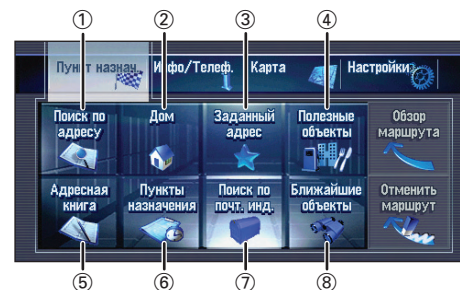 ① ② ③ ④
Пункт назнач. Инфо/Телеф. Карта Настройки
Поиск по адресу
Дом
Заданный адрес
Полезные объекты
Обзор маршрута
Адресная книга
Пункты назначения
Поиск по почт. инд.
Ближайшие объекты
Отменить маршрут
⑤ ⑥ ⑦ ⑧